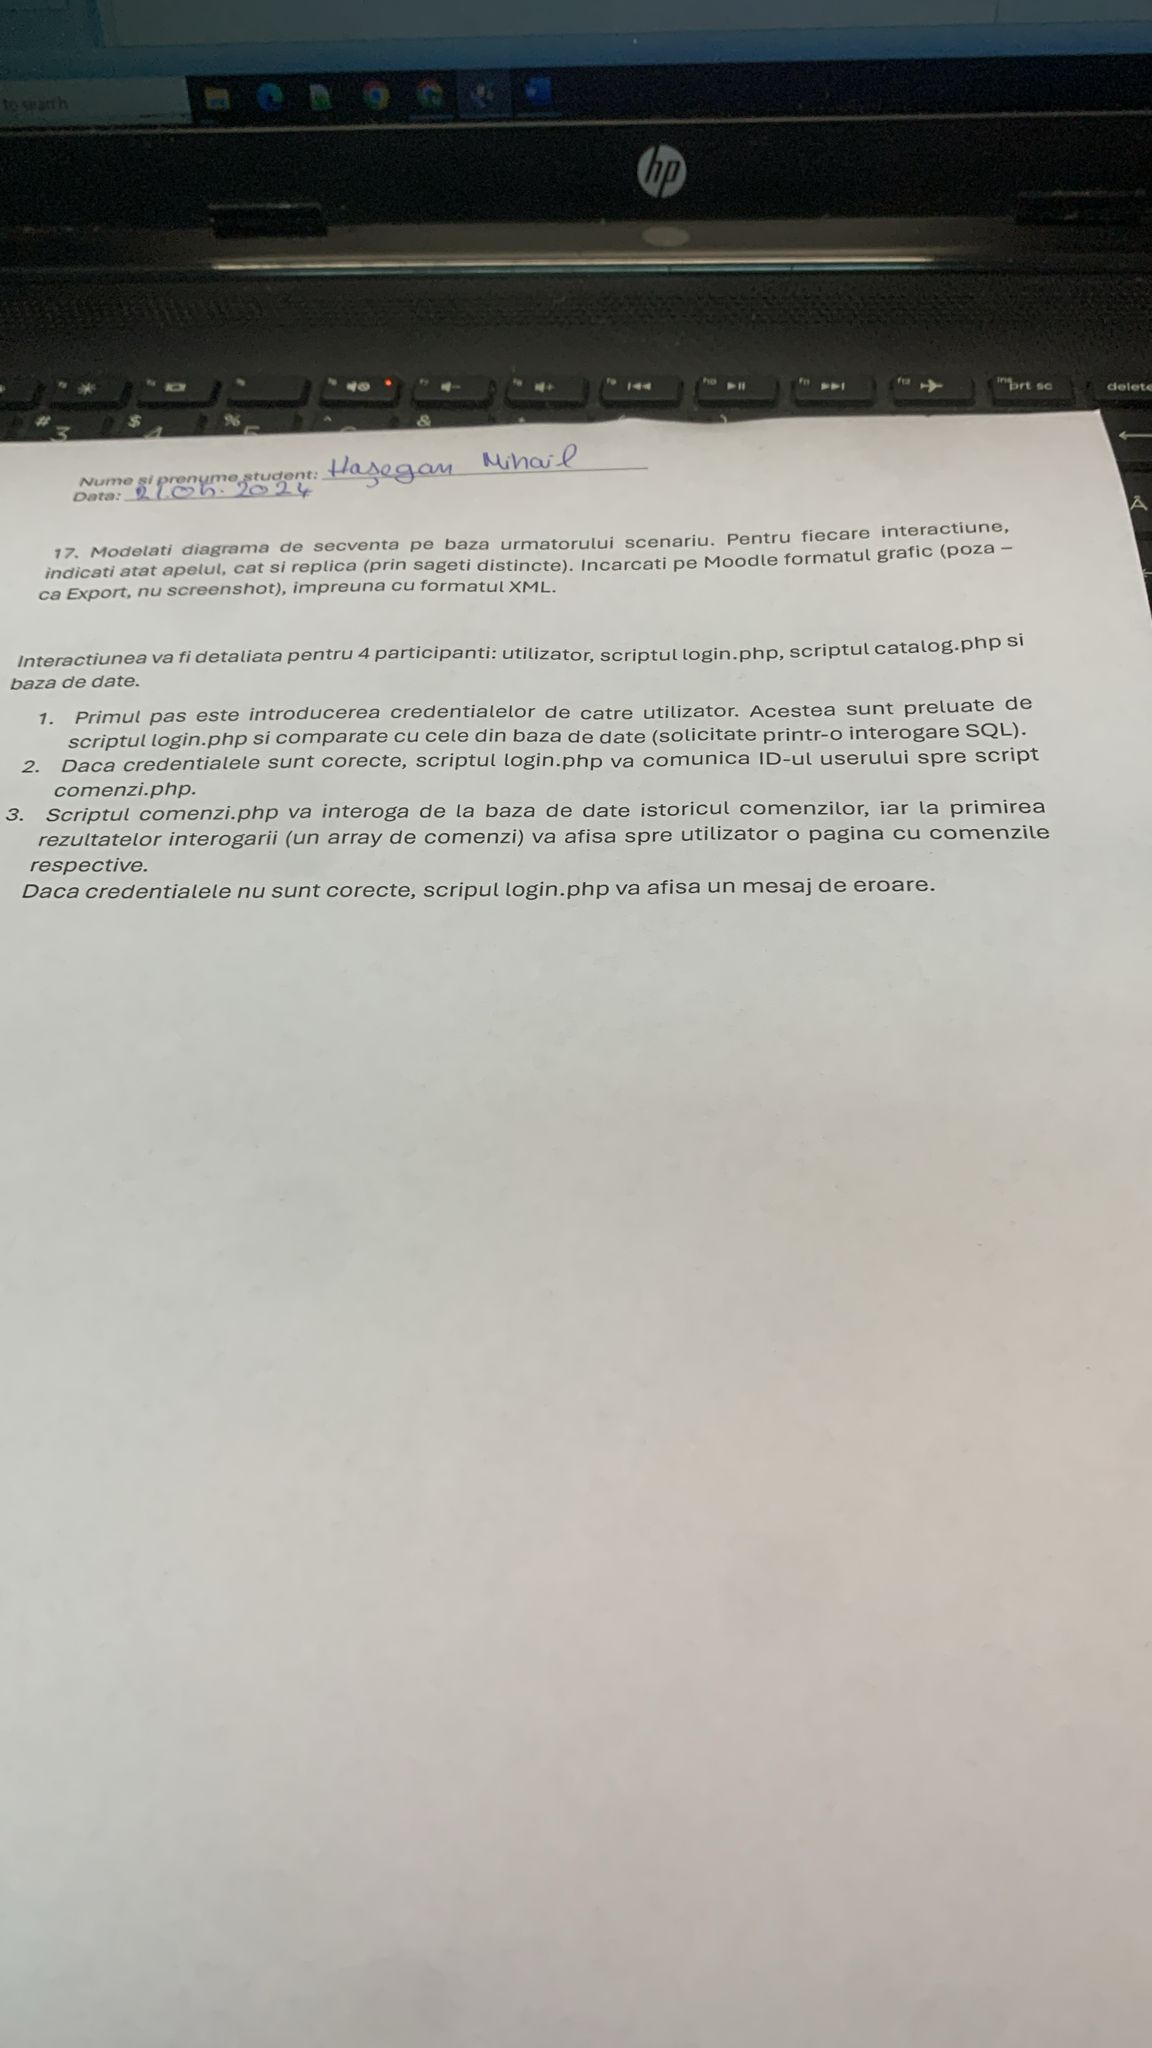 to search
hp
prt sc
delete
# 3 $ 4 % 5 ^ &
Nume si prenume student: Hașegan Mihail
Data: 21.05.2024
17. Modelati diagrama de secventa pe baza urmatorului scenariu. Pentru fiecare interactiune,
indicati atat apelul, cat si replica (prin sageti distincte). Incarcati pe Moodle formatul grafic (poza –
ca Export, nu screenshot), impreuna cu formatul XML.
Interactiunea va fi detaliata pentru 4 participanti: utilizator, scriptul login.php, scriptul catalog.php si
baza de date.
1. Primul pas este introducerea credentialelor de catre utilizator. Acestea sunt preluate de
scriptul login.php si comparate cu cele din baza de date (solicitate printr-o interogare SQL).
2. Daca credentialele sunt corecte, scriptul login.php va comunica ID-ul userului spre script
comenzi.php.
3. Scriptul comenzi.php va interoga de la baza de date istoricul comenzilor, iar la primirea
rezultatelor interogarii (un array de comenzi) va afisa spre utilizator o pagina cu comenzile
respective.
Daca credentialele nu sunt corecte, scripul login.php va afisa un mesaj de eroare.